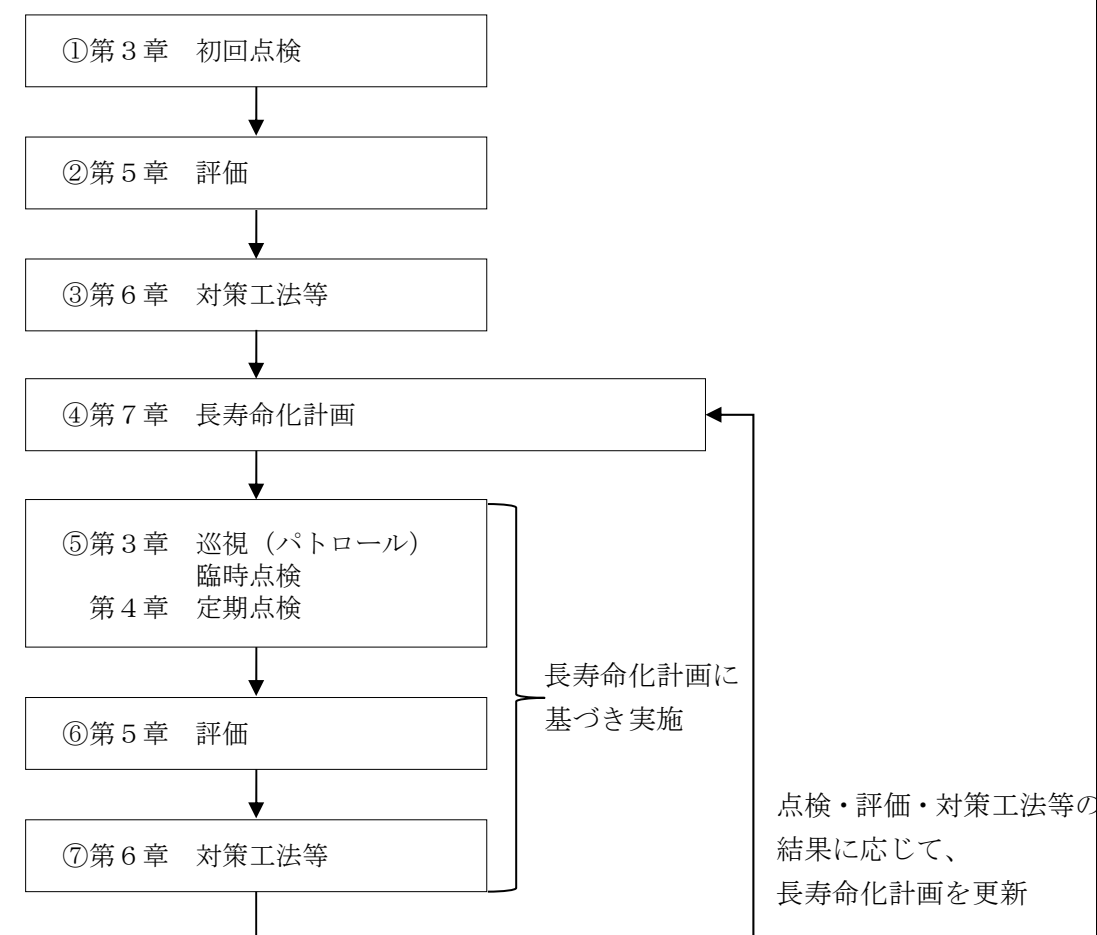 ①第３章　初回点検
②第５章　評価
③第６章　対策工法等
④第７章　長寿命化計画
⑤第３章　巡視（パトロール）
臨時点検
第４章　定期点検
長寿命化計画に
基づき実施
⑥第５章　評価
⑦第６章　対策工法等
点検・評価・対策工法等の
結果に応じて、
長寿命化計画を更新